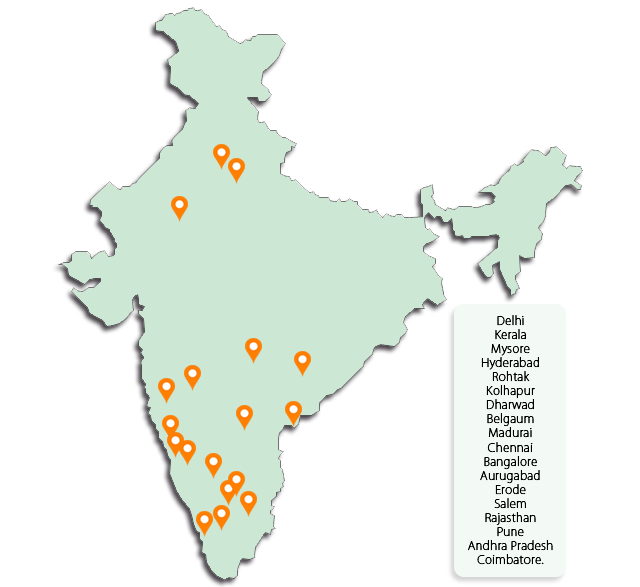 Delhi
Kerala
Mysore
Hyderabad
Rohtak
Kolhapur
Dharwad
Belgaum
Madurai
Chennai
Bangalore
Aurugabad
Erode
Salem
Rajasthan
Pune
Andhra Pradesh
Coimbatore.